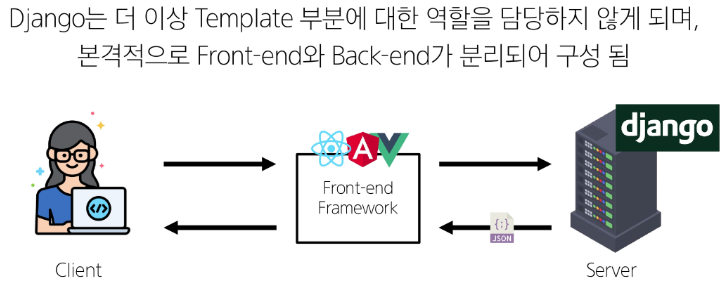 Django는 더 이상 Template 부분에 대한 역할을 담당하지 않게 되며,
본격적으로 Front-end와 Back-end가 분리되어 구성 됨
django
A
Front-end
Framework
</>
{;}
JSON
Client
Server